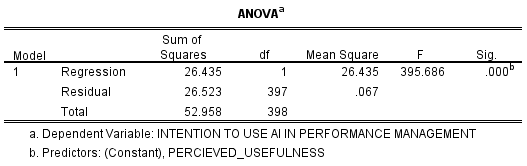 ANOVAa
Model Sum of Squares df Mean Square F Sig.
1 Regression 26.435 1 26.435 395.686 .000b
Residual 26.523 397 .067
Total 52.958 398
a. Dependent Variable: INTENTION TO USE AI IN PERFORMANCE MANAGEMENT
b. Predictors: (Constant), PERCIEVED_USEFULNESS